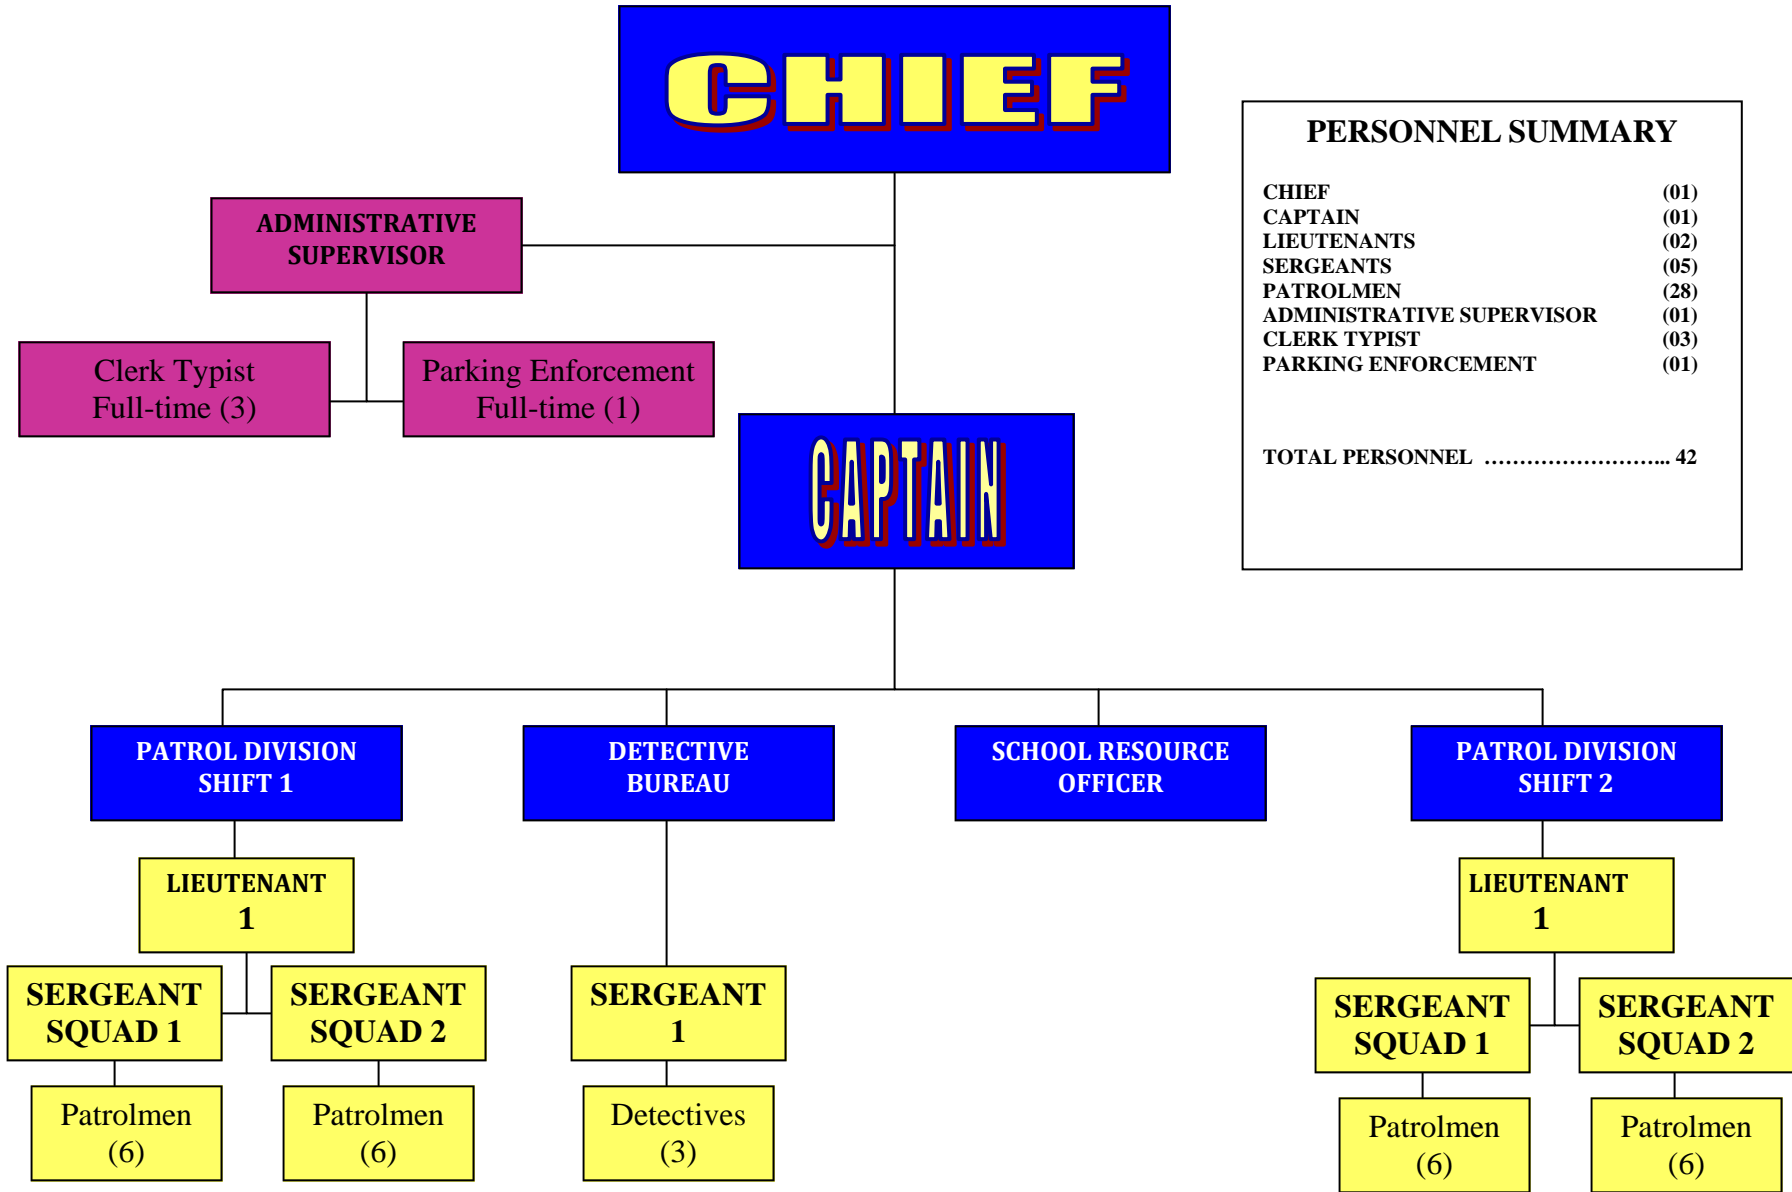 CHIEF
PERSONNEL SUMMARY
CHIEF (01)
CAPTAIN (01)
LIEUTENANTS (02)
SERGEANTS (05)
PATROLMEN (28)
ADMINISTRATIVE SUPERVISOR (01)
CLERK TYPIST (03)
PARKING ENFORCEMENT (01)
TOTAL PERSONNEL ……………………... 42
ADMINISTRATIVE
SUPERVISOR
Clerk Typist
Full-time (3)
Parking Enforcement
Full-time (1)
CAPTAIN
PATROL DIVISION
SHIFT 1
DETECTIVE
BUREAU
SCHOOL RESOURCE
OFFICER
PATROL DIVISION
SHIFT 2
LIEUTENANT
1
LIEUTENANT
1
SERGEANT
SQUAD 1
SERGEANT
SQUAD 2
SERGEANT
1
SERGEANT
SQUAD 1
SERGEANT
SQUAD 2
Patrolmen
(6)
Patrolmen
(6)
Detectives
(3)
Patrolmen
(6)
Patrolmen
(6)